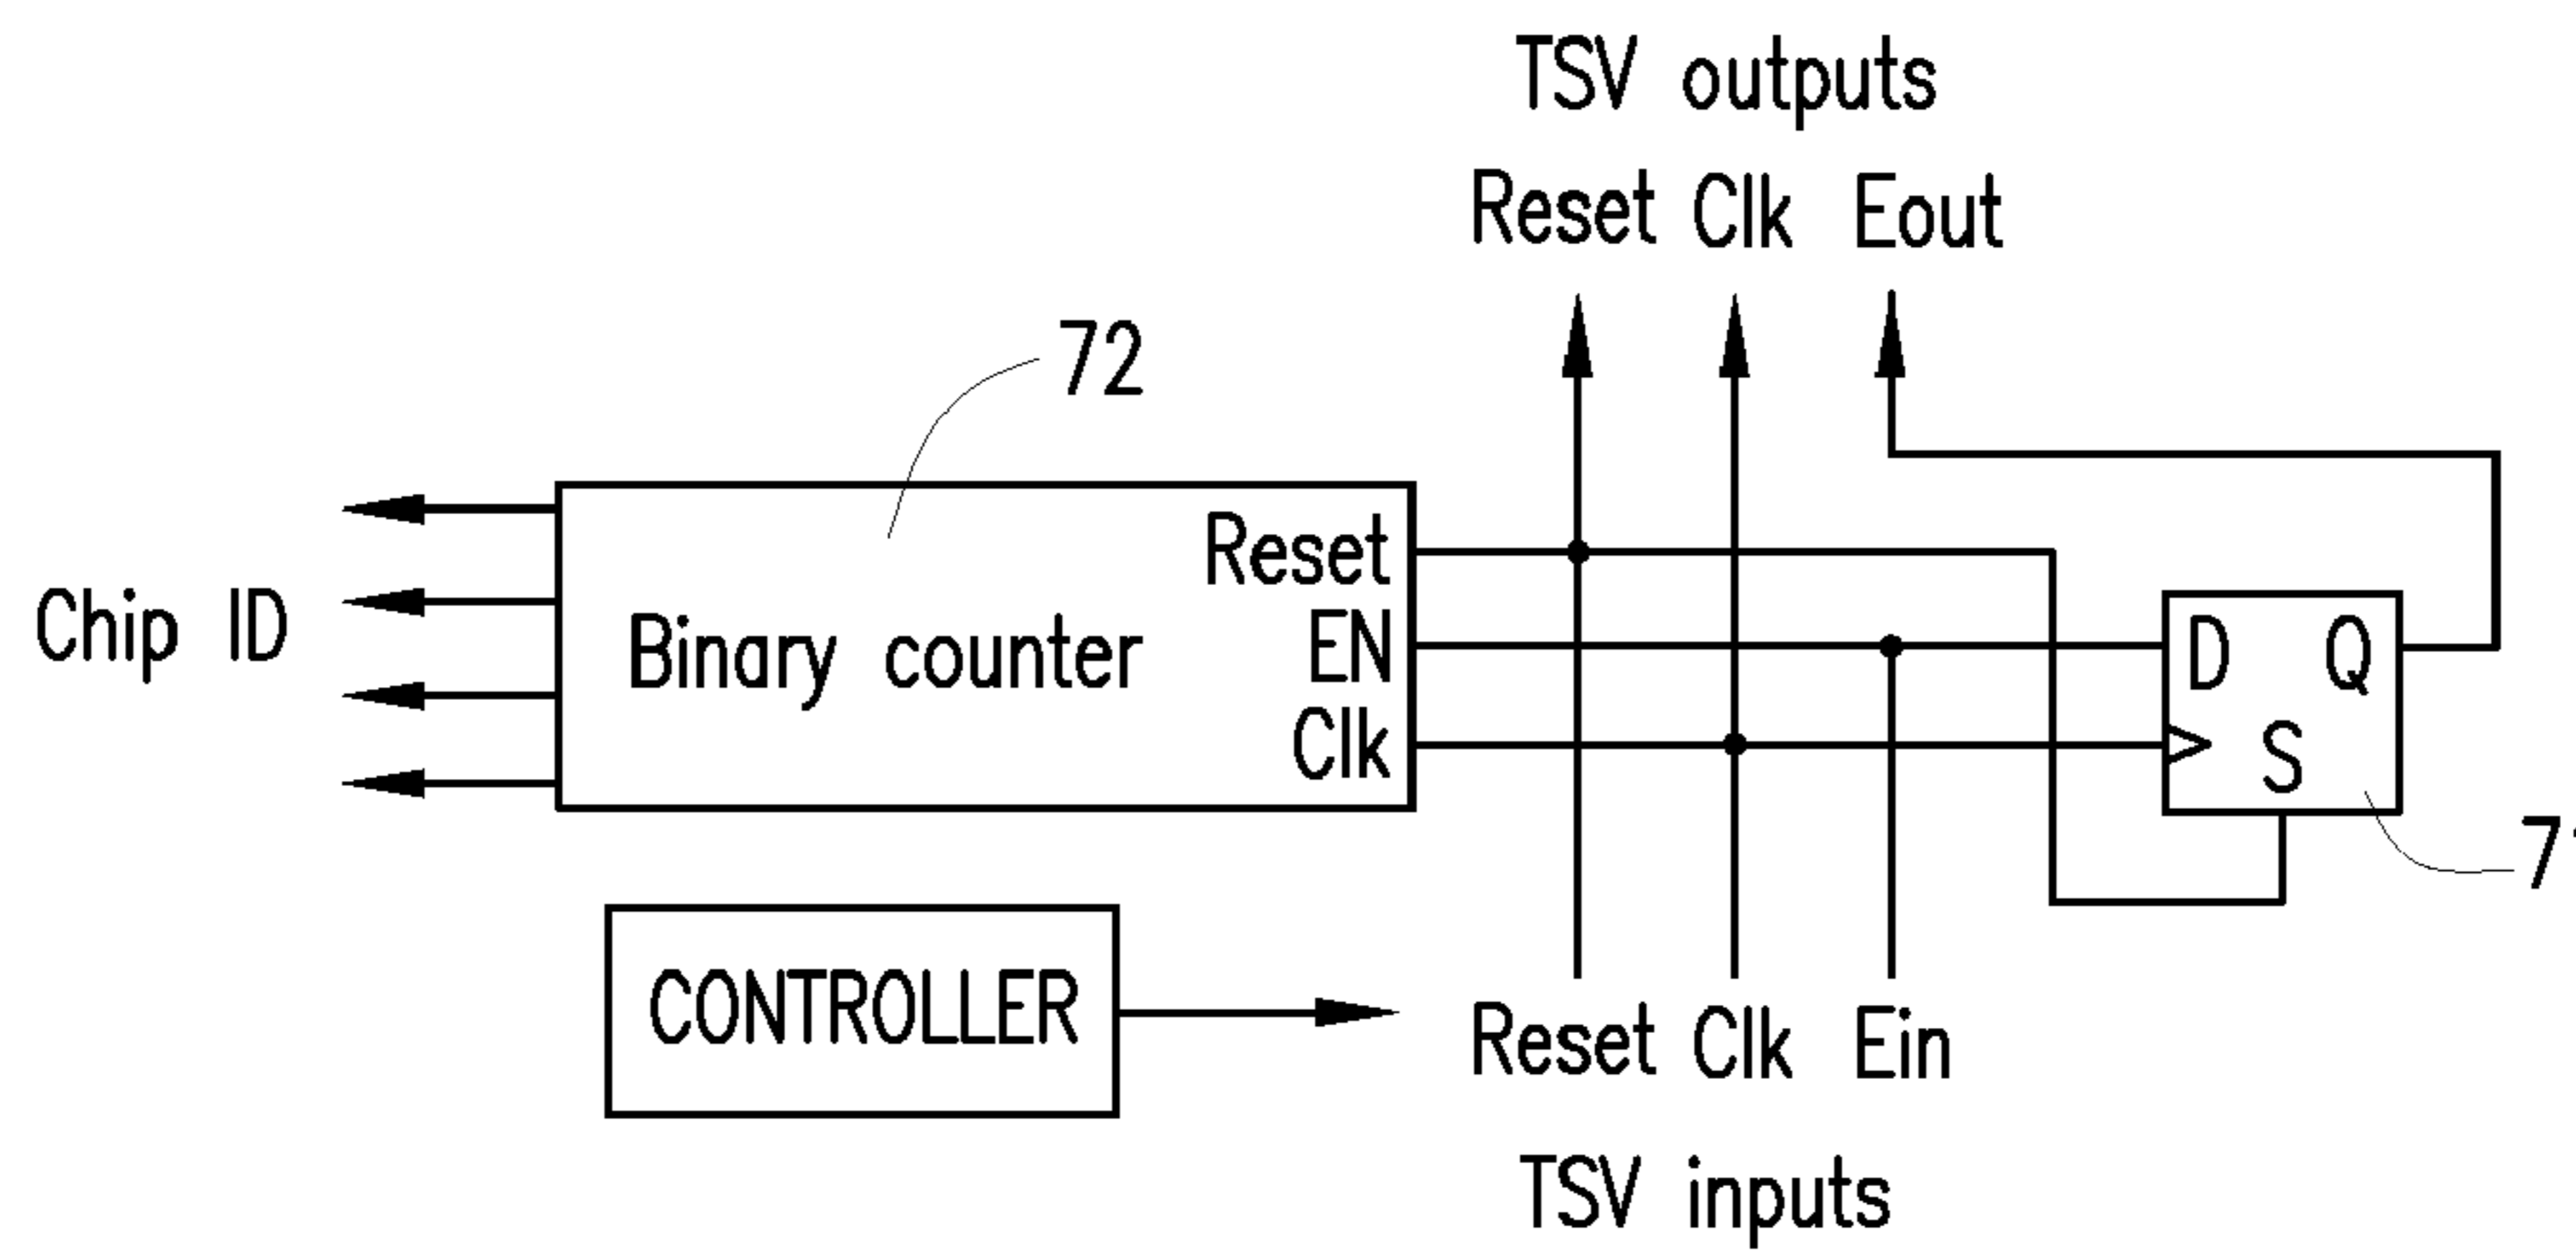 TSV outputs
Reset Clk Eout
72
Reset
Chip ID
Binary counter
EN
D Q
Clk
S
CONTROLLER
Reset Clk Ein
TSV inputs